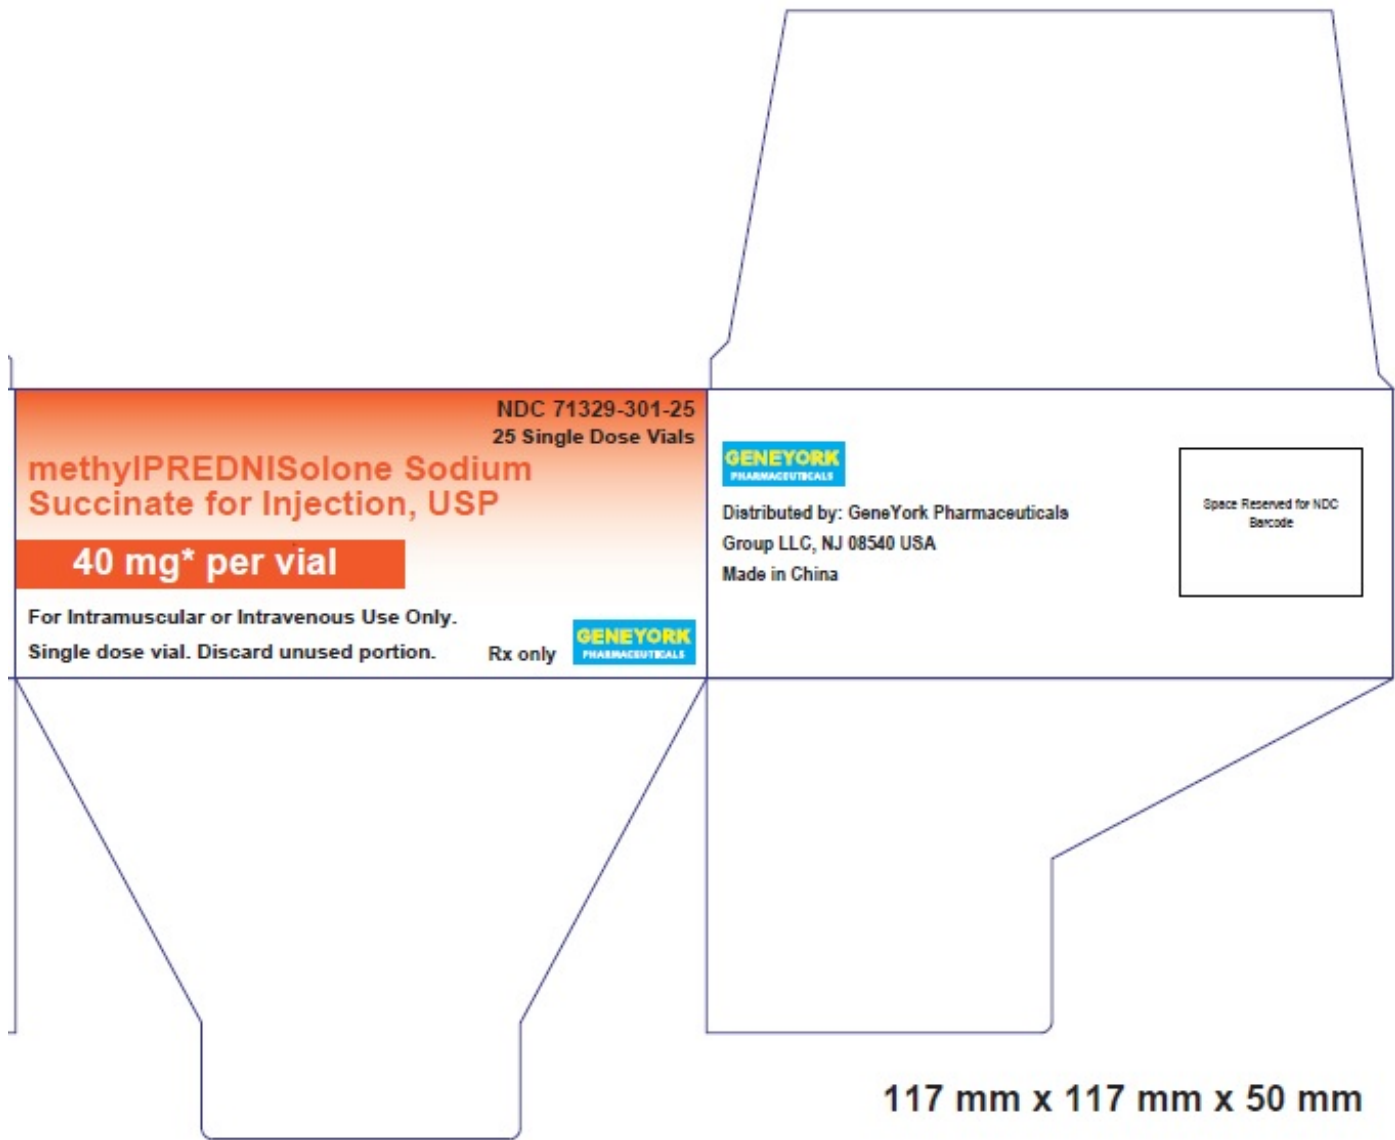 NDC 71329-301-25
25 Single Dose Vials
methylPREDNISolone Sodium
Succinate for Injection, USP
40 mg* per vial
For Intramuscular or Intravenous Use Only.
Single dose vial. Discard unused portion.
Rx only
GENEYORK
PHARMACEUTICALS
GENEYORK
PHARMACEUTICALS
Distributed by: GeneYork Pharmaceuticals
Group LLC, NJ 08540 USA
Made in China
Space Reserved for NDC
Barcode
117 mm x 117 mm x 50 mm